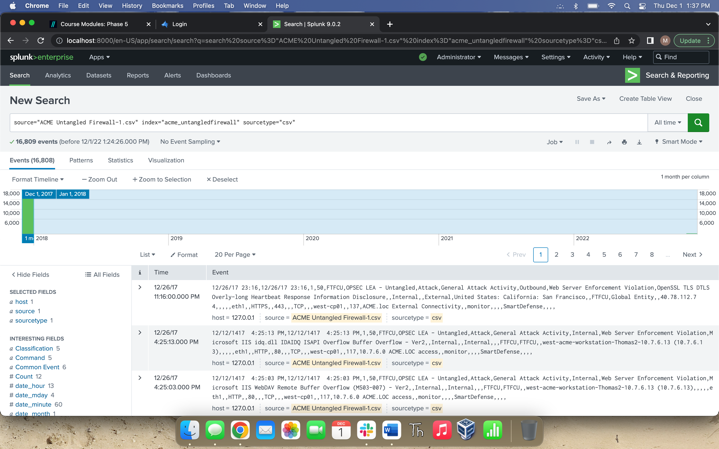 Chrome File Edit View History Bookmarks Profiles Tab Window Help Thu Dec 1 1:37 PM
Course Modules: Phase 5 Login Search | Splunk 9.0.2
localhost:8000/en-US/app/search/search?q=search%20source%3D"ACME%20Untangled%20Firewall-1.csv"%20index%3D"acme_untangledfirewall"%20sourcetype%3D"cs... M Update
splunk>enterprise Apps Administrator Messages Settings Activity Help Find
Search Analytics Datasets Reports Alerts Dashboards Search & Reporting
New Search Save As Create Table View Close
source="ACME Untangled Firewall-1.csv" index="acme_untangledfirewall" sourcetype="csv" All time
16,809 events (before 12/1/22 1:24:26.000 PM) No Event Sampling Job Smart Mode
Events (16,808) Patterns Statistics Visualization
Format Timeline — Zoom Out + Zoom to Selection × Deselect 1 month per column
18,000 Dec 1, 2017 Jan 1, 2018 18,000
14,000 14,000
10,000 10,000
6,000 6,000
1 m 2018 2019 2020 2021 2022
List Format 20 Per Page < Prev 1 2 3 4 5 6 7 8 ... Next >
< Hide Fields All Fields i Time Event
SELECTED FIELDS
a host 1
a source 1
a sourcetype 1
INTERESTING FIELDS
a Classification 5
a Command 5
a Common Event 6
# Count 12
# date_hour 13
# date_mday 4
# date_minute 60
a date_month 1
> 12/26/17 12/26/17 23:16,12/26/17 23:16,1,50,FTFCU,OPSEC LEA - Untangled,Attack,General Attack Activity,Outbound,Web Server Enforcement Violation,OpenSSL TLS DTLS
11:16:00.000 PM Overly-long Heartbeat Response Information Disclosure,,Internal,,External,United States: California: San Francisco,,FTFCU,Global Entity,,40.78.112.7
4,,,,,eth1,,HTTPS,,443,,,TCP,,,west-cp01,,137,ACME.loc External Connectivity,,monitor,,,,SmartDefense,,,,
host = 127.0.0.1 source = ACME Untangled Firewall-1.csv sourcetype = csv
> 12/26/17 12/12/1417 4:25:13 PM,12/12/1417 4:25:13 PM,1,50,FTFCU,OPSEC LEA - Untangled,Attack,General Attack Activity,Internal,Web Server Enforcement Violation,M
4:25:13.000 PM icrosoft IIS idq.dll IDAIDQ ISAPI Overflow Buffer Overflow - Ver2,,Internal,,Internal,,,FTFCU,FTFCU,,west-acme-workstation-Thomas2-10.7.6.13 (10.7.6.1
3),,,,,eth1,,HTTP,,80,,,TCP,,,west-cp01,,117,10.7.6.0 ACME.LOC access,,monitor,,,,SmartDefense,,,,
host = 127.0.0.1 source = ACME Untangled Firewall-1.csv sourcetype = csv
> 12/26/17 12/12/1417 4:25:03 PM,12/12/1417 4:25:03 PM,1,50,FTFCU,OPSEC LEA - Untangled,Attack,General Attack Activity,Internal,Web Server Enforcement Violation,M
4:25:03.000 PM icrosoft IIS WebDAV Remote Buffer Overflow (MS03-007) - Ver2,,Internal,,Internal,,,FTFCU,FTFCU,,west-acme-workstation-Thomas2-10.7.6.13 (10.7.6.13),,,,,
eth1,,HTTP,,80,,,TCP,,,west-cp01,,117,10.7.6.0 ACME.LOC access,,monitor,,,,SmartDefense,,,,
host = 127.0.0.1 source = ACME Untangled Firewall-1.csv sourcetype = csv
DEC 1 W Th